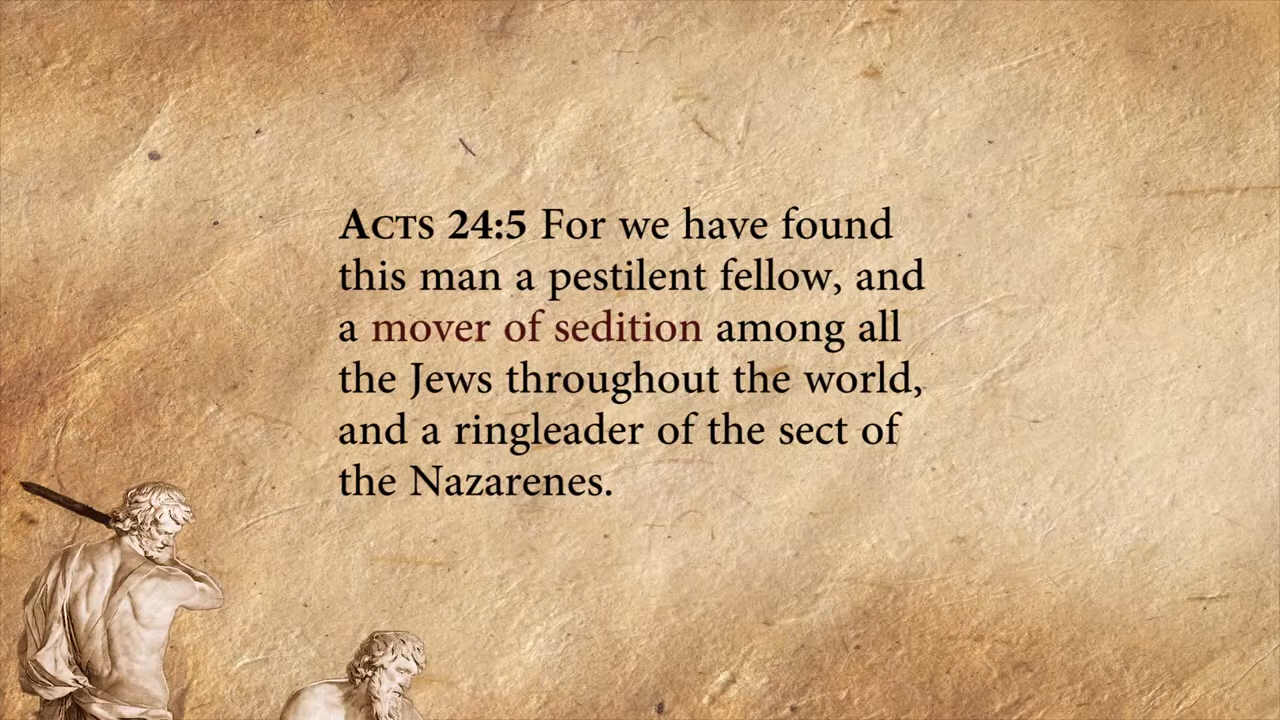 ACTS 24:5 For we have found
this man a pestilent fellow, and
a mover of sedition among all
the Jews throughout the world,
and a ringleader of the sect of
the Nazarenes.